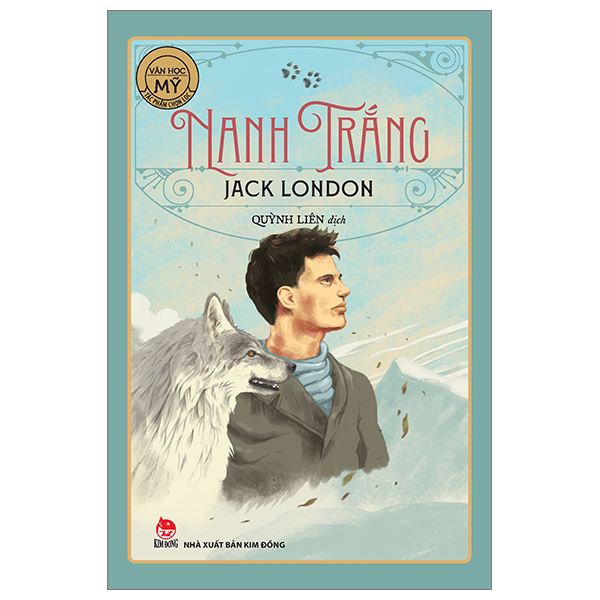 VĂN HỌC
MỸ
TÁC PHẨM CHỌN LỌC
NANH TRẮNG
JACK LONDON
QUỲNH LIÊN dịch
KIM ĐỒNG
NHÀ XUẤT BẢN KIM ĐỒNG